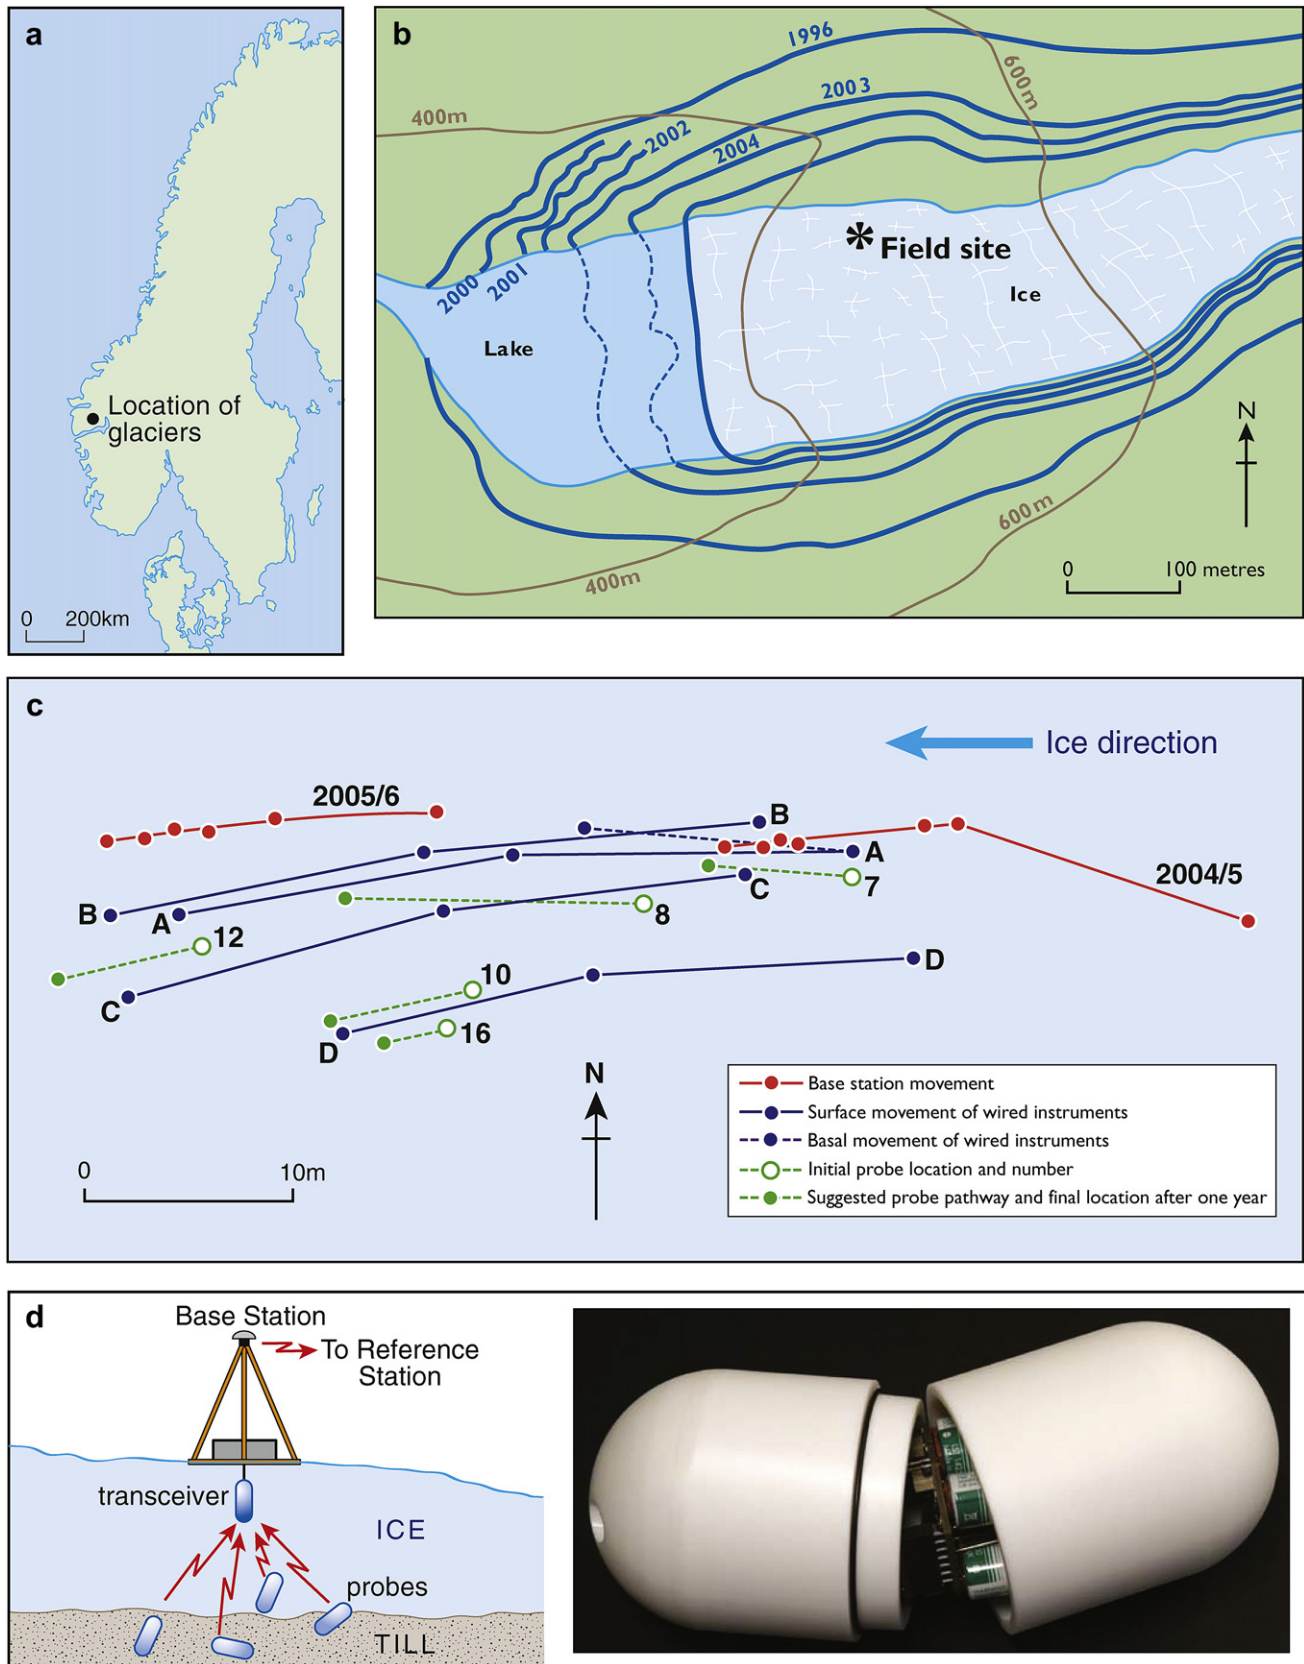 a
Location of
glaciers
0 200km
b
1996
2003
2002
2004
400m
600m
2000
2001
Field site
Ice
Lake
N
600m
400m
0 100 metres
c
Ice direction
2005/6
B
A
2004/5
7
C
8
B
A
12
D
10
C
16
D
N
0 10m
Base station movement
Surface movement of wired instruments
Basal movement of wired instruments
Initial probe location and number
Suggested probe pathway and final location after one year
d
Base Station
To Reference
Station
transceiver
ICE
probes
TILL